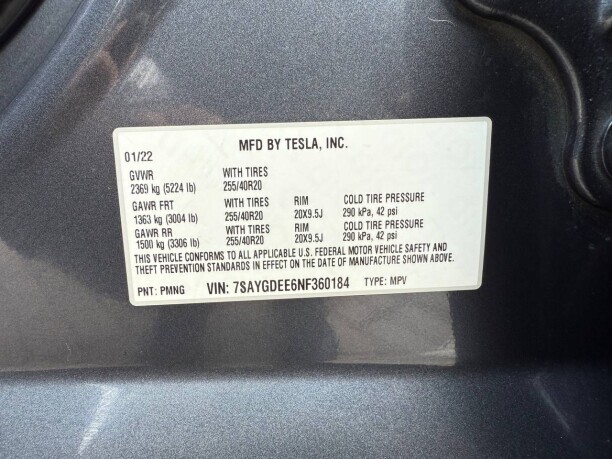 MFD BY TESLA, INC.
01/22
GVWR WITH TIRES
2369 kg (5224 lb) 255/40R20
GAWR FRT WITH TIRES RIM COLD TIRE PRESSURE
1363 kg (3004 lb) 255/40R20 20X9.5J 290 kPa, 42 psi
GAWR RR WITH TIRES RIM COLD TIRE PRESSURE
1500 kg (3306 lb) 255/40R20 20X9.5J 290 kPa, 42 psi
THIS VEHICLE CONFORMS TO ALL APPLICABLE U.S. FEDERAL MOTOR VEHICLE SAFETY AND
THEFT PREVENTION STANDARDS IN EFFECT ON THE DATE OF MANUFACTURE SHOWN ABOVE.
PNT: PMNG VIN: 7SAYGDEE6NF360184 TYPE: MPV